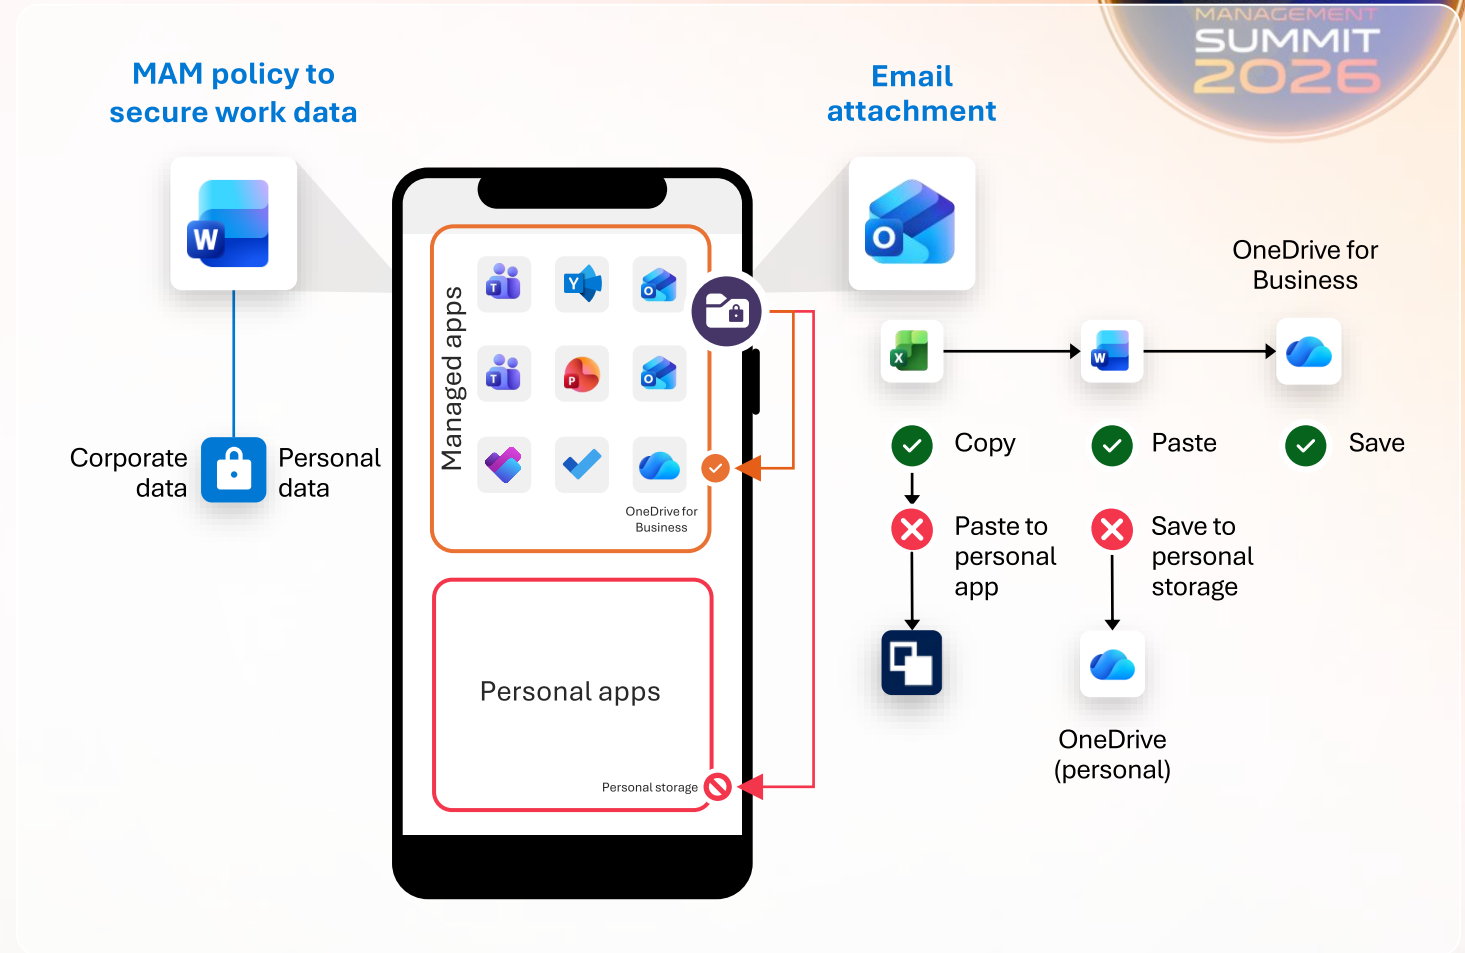 MANAGEMENT
SUMMIT
2026
MAM policy to
secure work data
Email
attachment
W
Corporate
data
Personal
data
Managed apps
T
Y
O
T
P
O
OneDrive for
Business
Personal apps
Personal storage
O
OneDrive for
Business
X
W
Copy
Paste
Save
Paste to
personal
app
Save to
personal
storage
OneDrive
(personal)